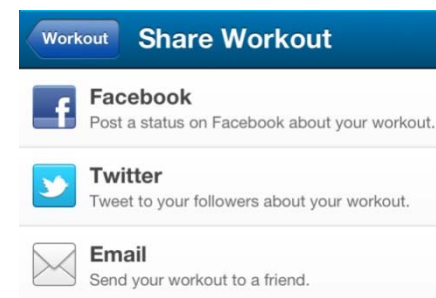 Workout Share Workout
Facebook
Post a status on Facebook about your workout.
Twitter
Tweet to your followers about your workout.
Email
Send your workout to a friend.